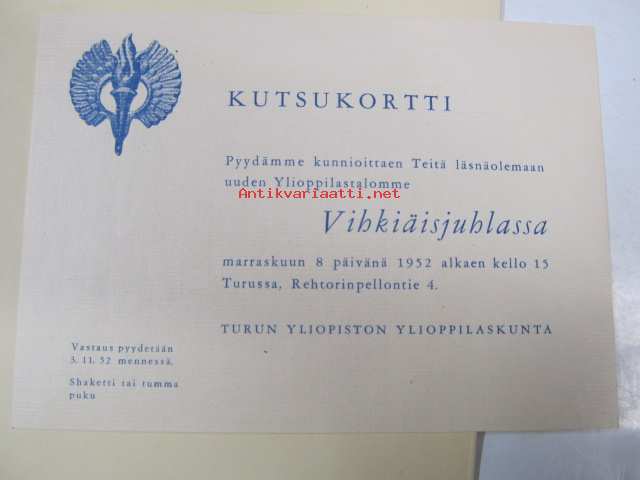 KUTSUKORTTI
Pyydämme kunnioittaen Teitä läsnäolemaan
uuden Ylioppilastalomme
Antikvariaatti.net
Vihkiäisjuhlassa
marraskuun 8 päivänä 1952 alkaen kello 15
Turussa, Rehtorinpellontie 4.
TURUN YLIOPISTON YLIOPPILASKUNTA
Vastaus pyydetään
3. 11. 52 mennessä.
Shaketti tai tumma
puku